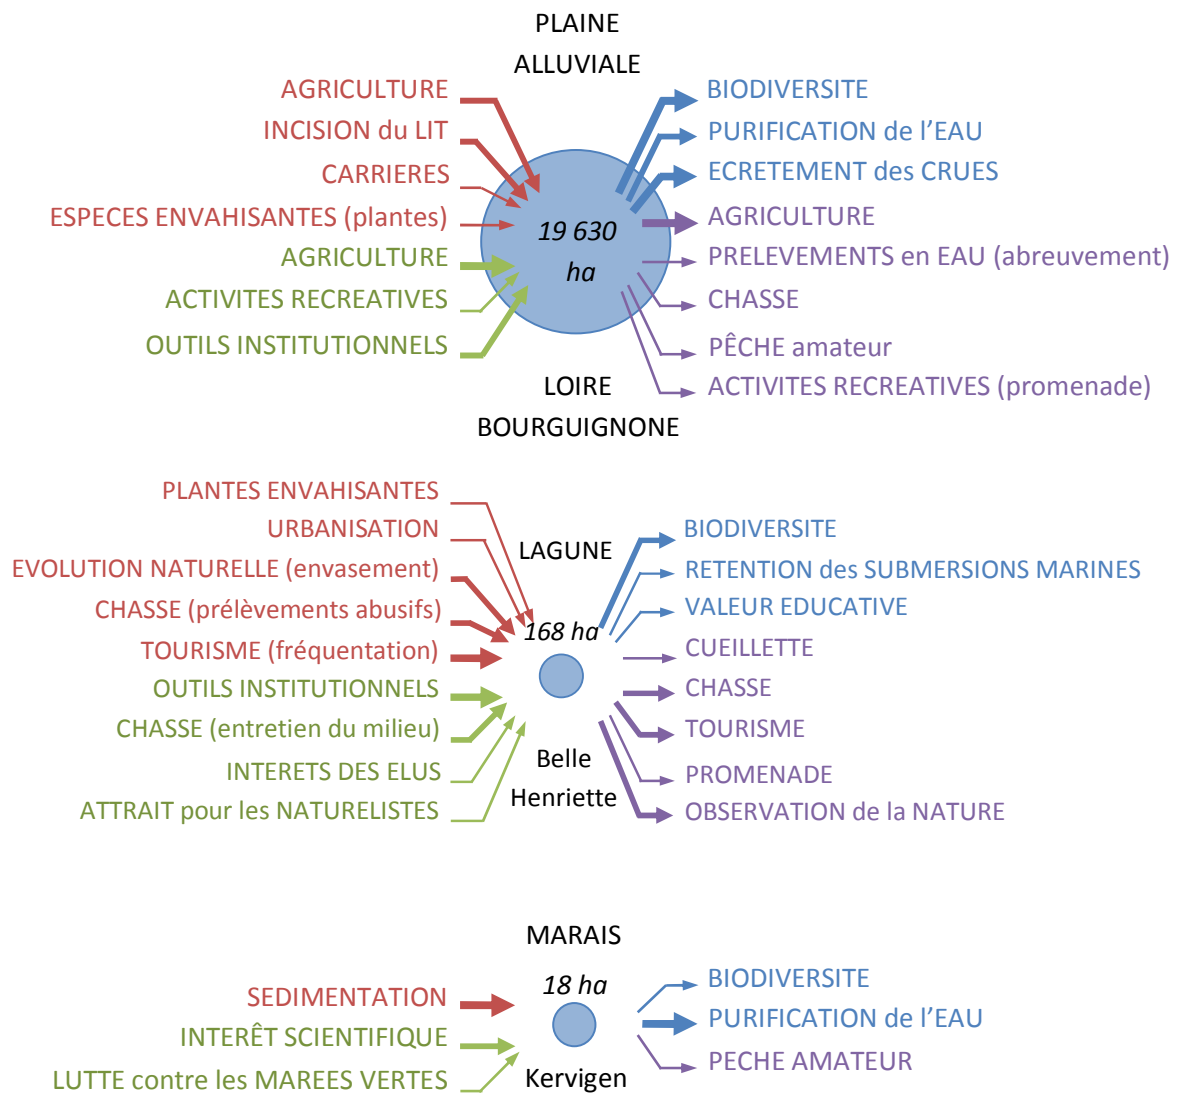 PLAINE
ALLUVIALE
AGRICULTURE
INCISION du LIT
CARRIERES
ESPECES ENVAHISANTES (plantes)
AGRICULTURE
ACTIVITES RECREATIVES
OUTILS INSTITUTIONNELS
19 630
ha
BIODIVERSITE
PURIFICATION de l’EAU
ECRETEMENT des CRUES
AGRICULTURE
PRELEVEMENTS en EAU (abreuvement)
CHASSE
PÊCHE amateur
ACTIVITES RECREATIVES (promenade)
LOIRE
BOURGUIGNONE
PLANTES ENVAHISANTES
URBANISATION
EVOLUTION NATURELLE (envasement)
CHASSE (prélèvements abusifs)
TOURISME (fréquentation)
OUTILS INSTITUTIONNELS
CHASSE (entretien du milieu)
INTERETS DES ELUS
ATTRAIT pour les NATURELISTES
LAGUNE
168 ha
Belle
Henriette
BIODIVERSITE
RETENTION des SUBMERSIONS MARINES
VALEUR EDUCATIVE
CUEILLETTE
CHASSE
TOURISME
PROMENADE
OBSERVATION de la NATURE
MARAIS
18 ha
SEDIMENTATION
INTERÊT SCIENTIFIQUE
LUTTE contre les MAREES VERTES
Kervigen
BIODIVERSITE
PURIFICATION de l’EAU
PECHE AMATEUR